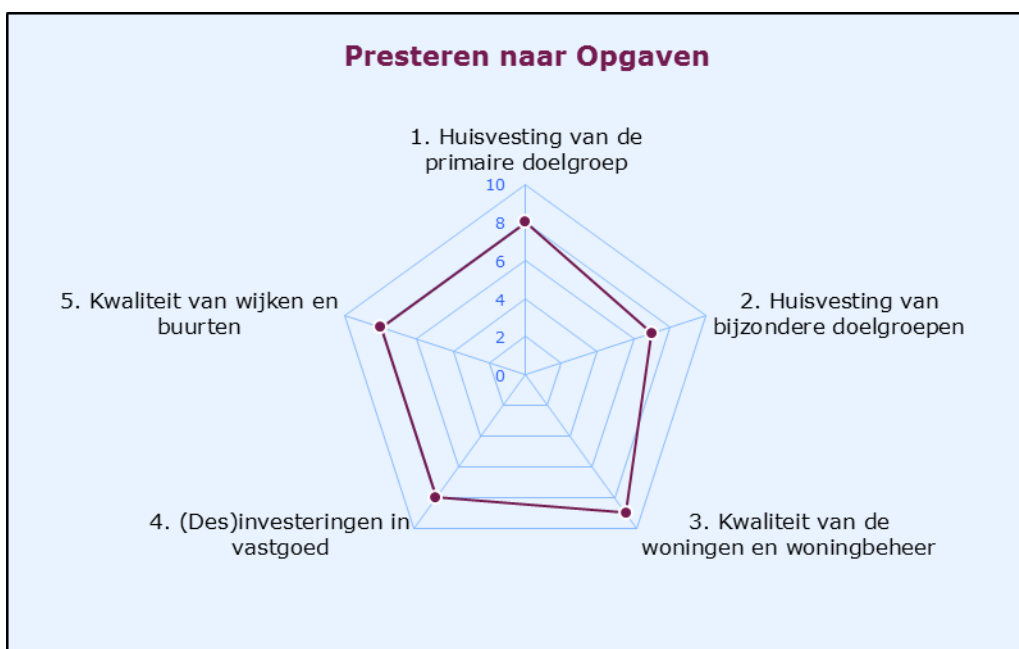 Presteren naar Opgaven
1. Huisvesting van de
primaire doelgroep
10
8
6
4
2
0
2. Huisvesting van
bijzondere doelgroepen
3. Kwaliteit van de
woningen en woningbeheer
4. (Des)investeringen in
vastgoed
5. Kwaliteit van wijken en
buurten